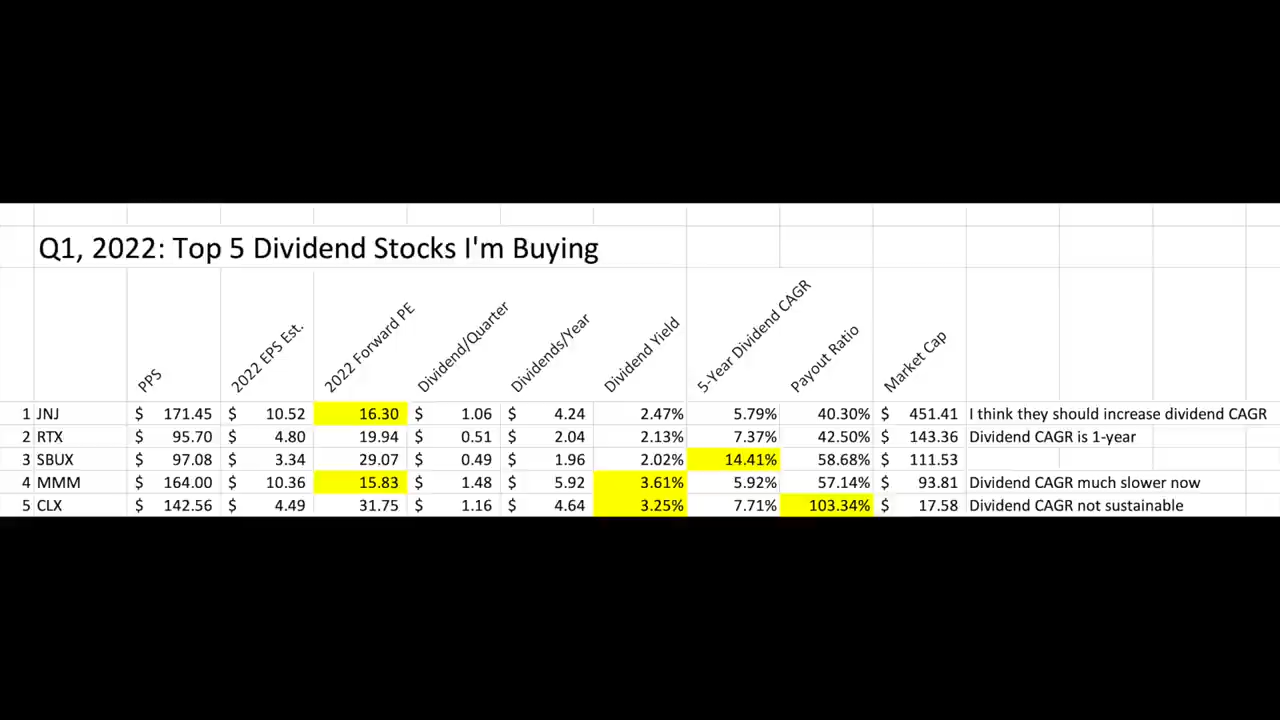 Q1, 2022: Top 5 Dividend Stocks I'm Buying
PPS 2022 EPS Est. 2022 Forward PE Dividend/Quarter Dividends/Year Dividend Yield 5-Year Dividend CAGR Payout Ratio Market Cap
1 JNJ $ 171.45 $ 10.52 16.30 $ 1.06 $ 4.24 2.47% 5.79% 40.30% $ 451.41 I think they should increase dividend CAGR
2 RTX $ 95.70 $ 4.80 19.94 $ 0.51 $ 2.04 2.13% 7.37% 42.50% $ 143.36 Dividend CAGR is 1-year
3 SBUX $ 97.08 $ 3.34 29.07 $ 0.49 $ 1.96 2.02% 14.41% 58.68% $ 111.53
4 MMM $ 164.00 $ 10.36 15.83 $ 1.48 $ 5.92 3.61% 5.92% 57.14% $ 93.81 Dividend CAGR much slower now
5 CLX $ 142.56 $ 4.49 31.75 $ 1.16 $ 4.64 3.25% 7.71% 103.34% $ 17.58 Dividend CAGR not sustainable